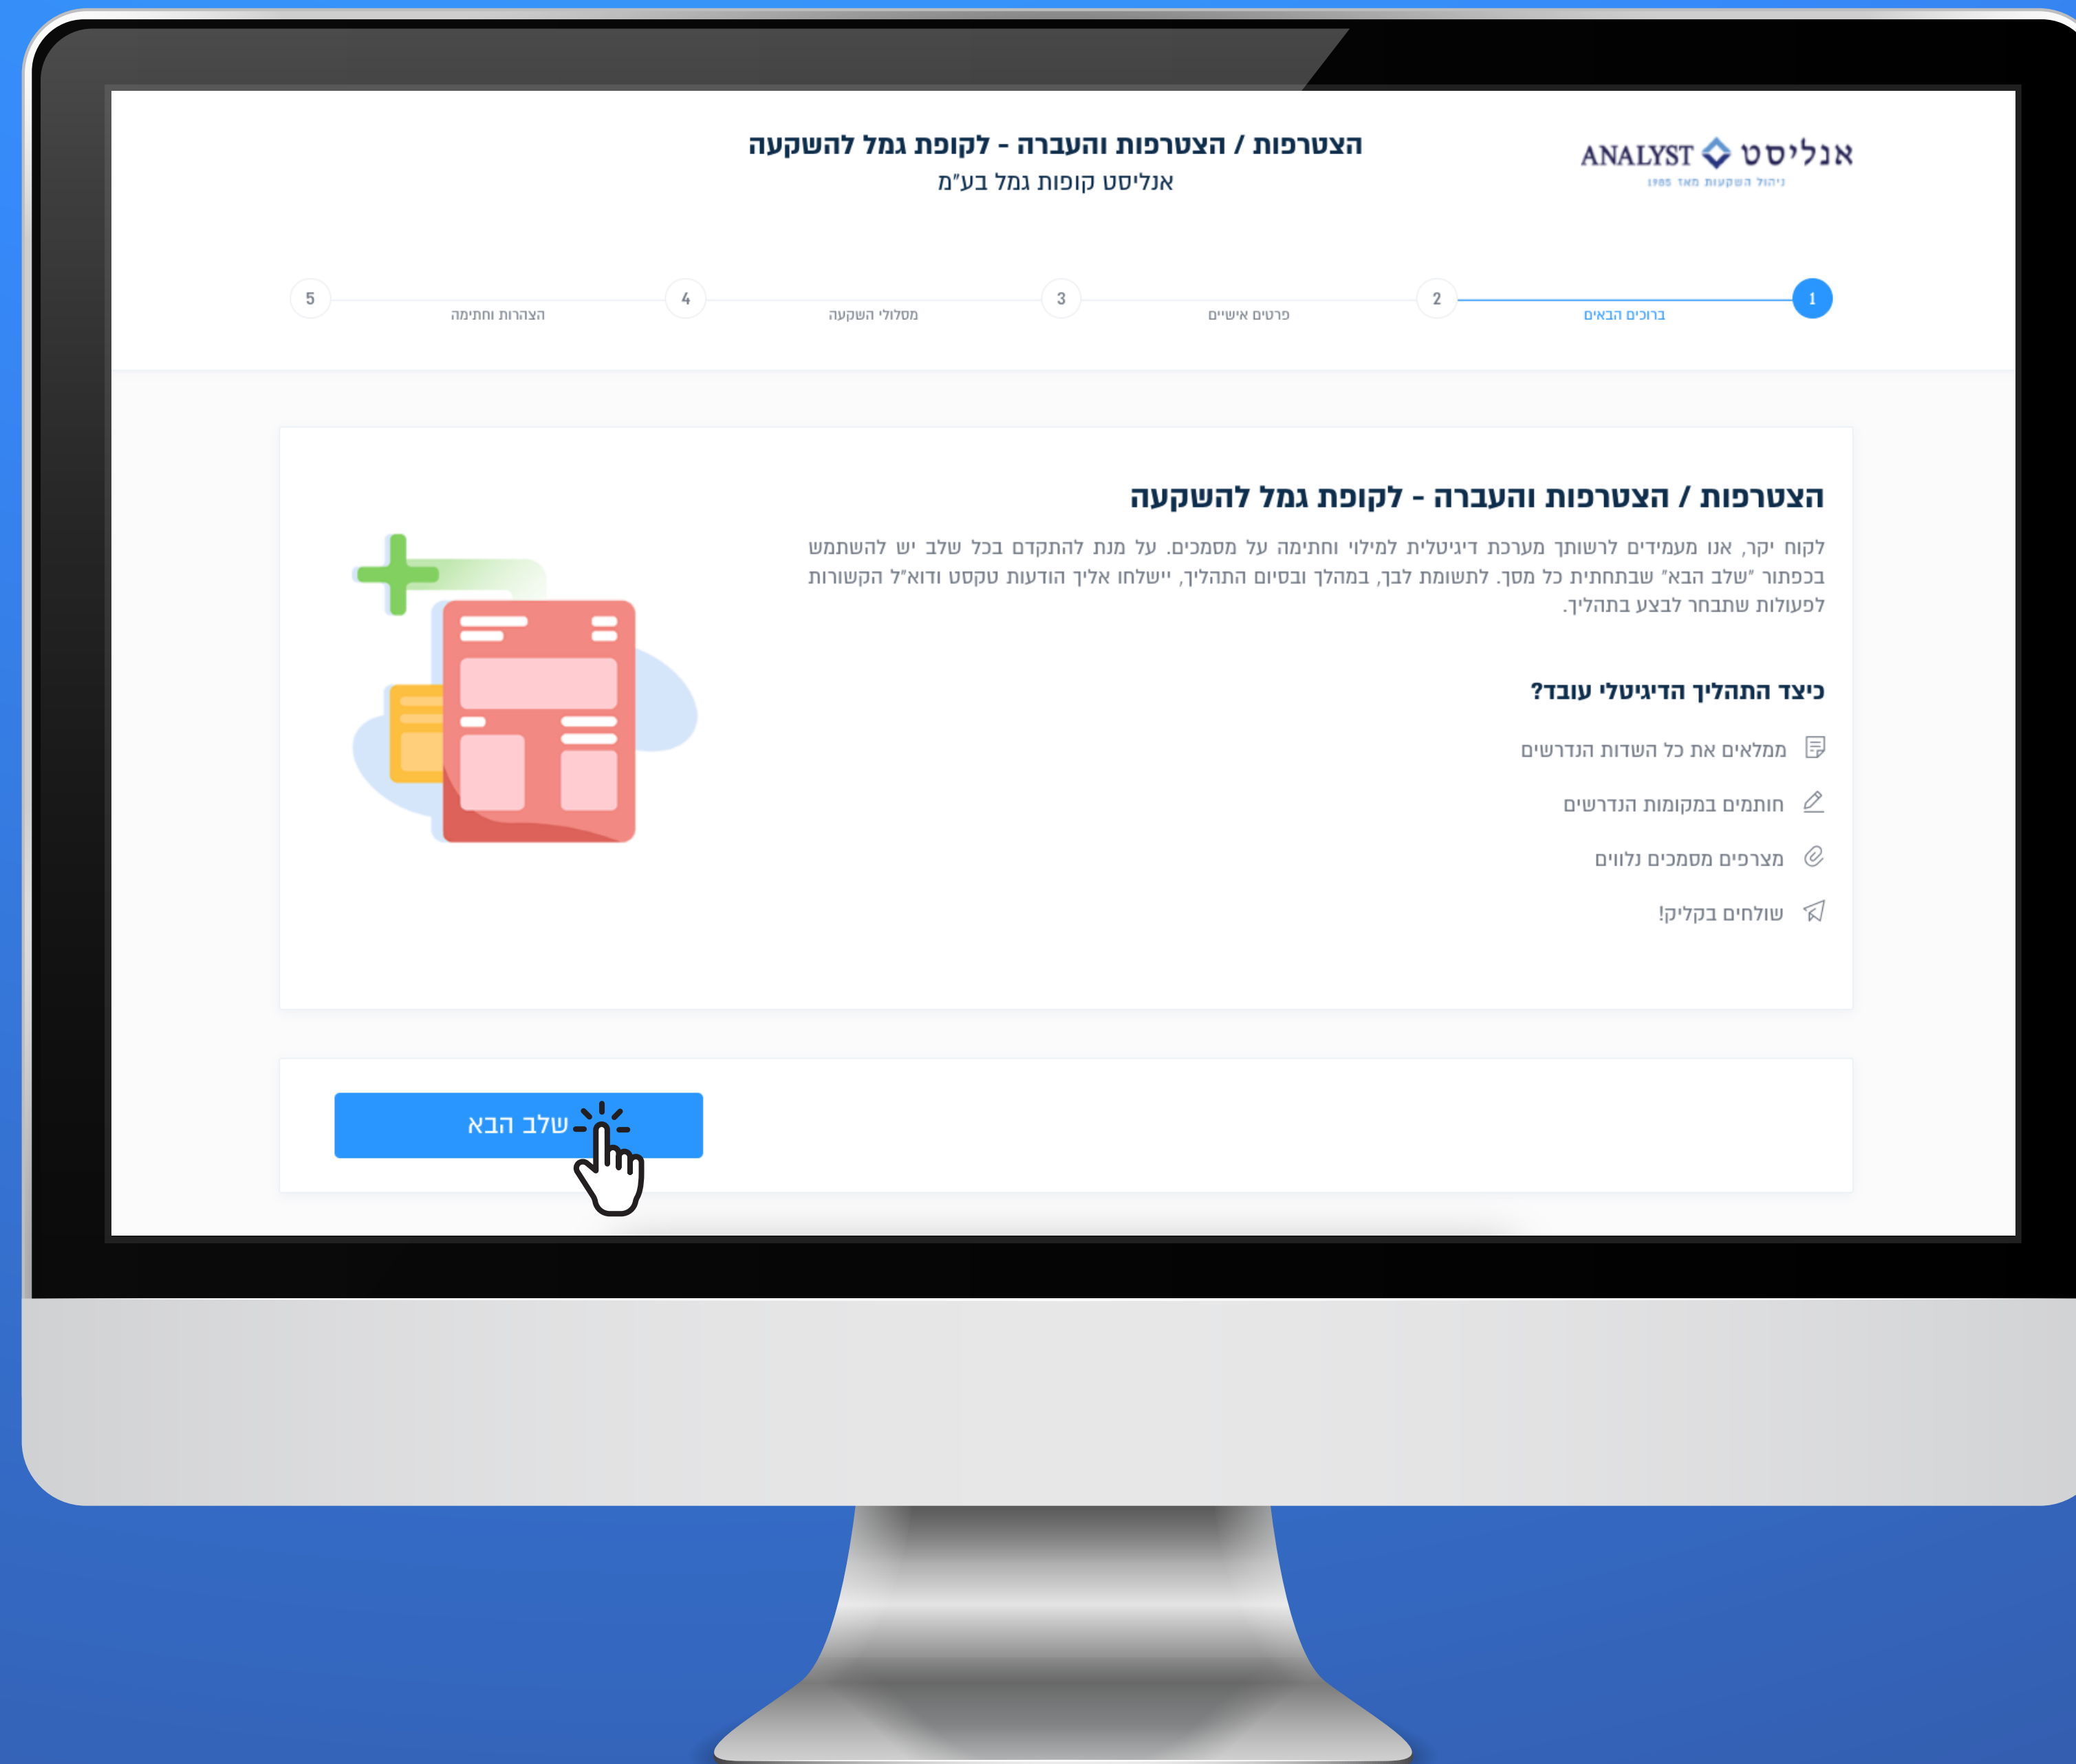 אנליסט ANALYST
ניהול השקעות מאז 1985
הצטרפות / הצטרפות והעברה - לקופת גמל להשקעה
אנליסט קופות גמל בע"מ
1
ברוכים הבאים
2
פרטים אישיים
3
מסלולי השקעה
4
הצהרות וחתימה
5
הצטרפות / הצטרפות והעברה - לקופת גמל להשקעה
לקוח יקר, אנו מעמידים לרשותך מערכת דיגיטלית למילוי וחתימה על מסמכים. על מנת להתקדם בכל שלב יש להשתמש
בכפתור "שלב הבא" שבתחתית כל מסך. לתשומת לבך, במהלך ובסיום התהליך, יישלחו אליך הודעות טקסט ודוא"ל הקשורות
לפעולות שתבחר לבצע בתהליך.
כיצד התהליך הדיגיטלי עובד?
ממלאים את כל השדות הנדרשים
חותמים במקומות הנדרשים
מצרפים מסמכים נלווים
שולחים בקליק!
שלב הבא